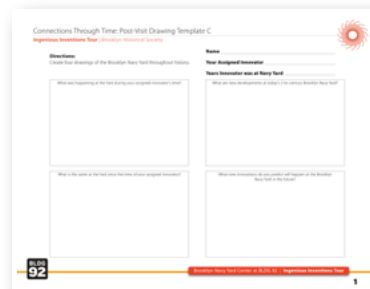 Connections Through Time: Post-Visit Drawing Template C
Ingenious Inventions Tour | Brooklyn Historical Society
Directions:
Create four drawings of the Brooklyn Navy Yard throughout history.
Name
Your Assigned Innovator
Years Innovator was at Navy Yard
What was happening at the Yard during your assigned innovator's time?
What are new developments at today's 21st century Brooklyn Navy Yard?
What is the same at the Yard since the time of your assigned innovator?
What new innovations do you predict will happen at the Brooklyn
Navy Yard in the future?
BLDG
92
Brooklyn Navy Yard Center at BLDG 92 | Ingenious Inventions Tour
1